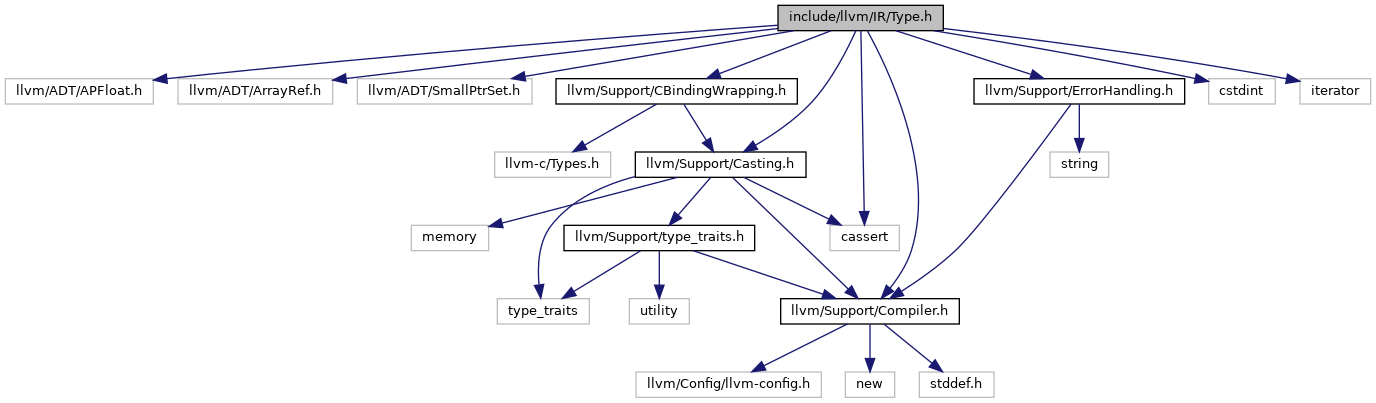 include/llvm/IR/Type.h
llvm/ADT/APFloat.h
llvm/ADT/ArrayRef.h
llvm/ADT/SmallPtrSet.h
llvm/Support/CBindingWrapping.h
llvm/Support/ErrorHandling.h
cstdint
iterator
llvm-c/Types.h
llvm/Support/Casting.h
string
memory
llvm/Support/type_traits.h
cassert
type_traits
utility
llvm/Support/Compiler.h
llvm/Config/llvm-config.h
new
stddef.h